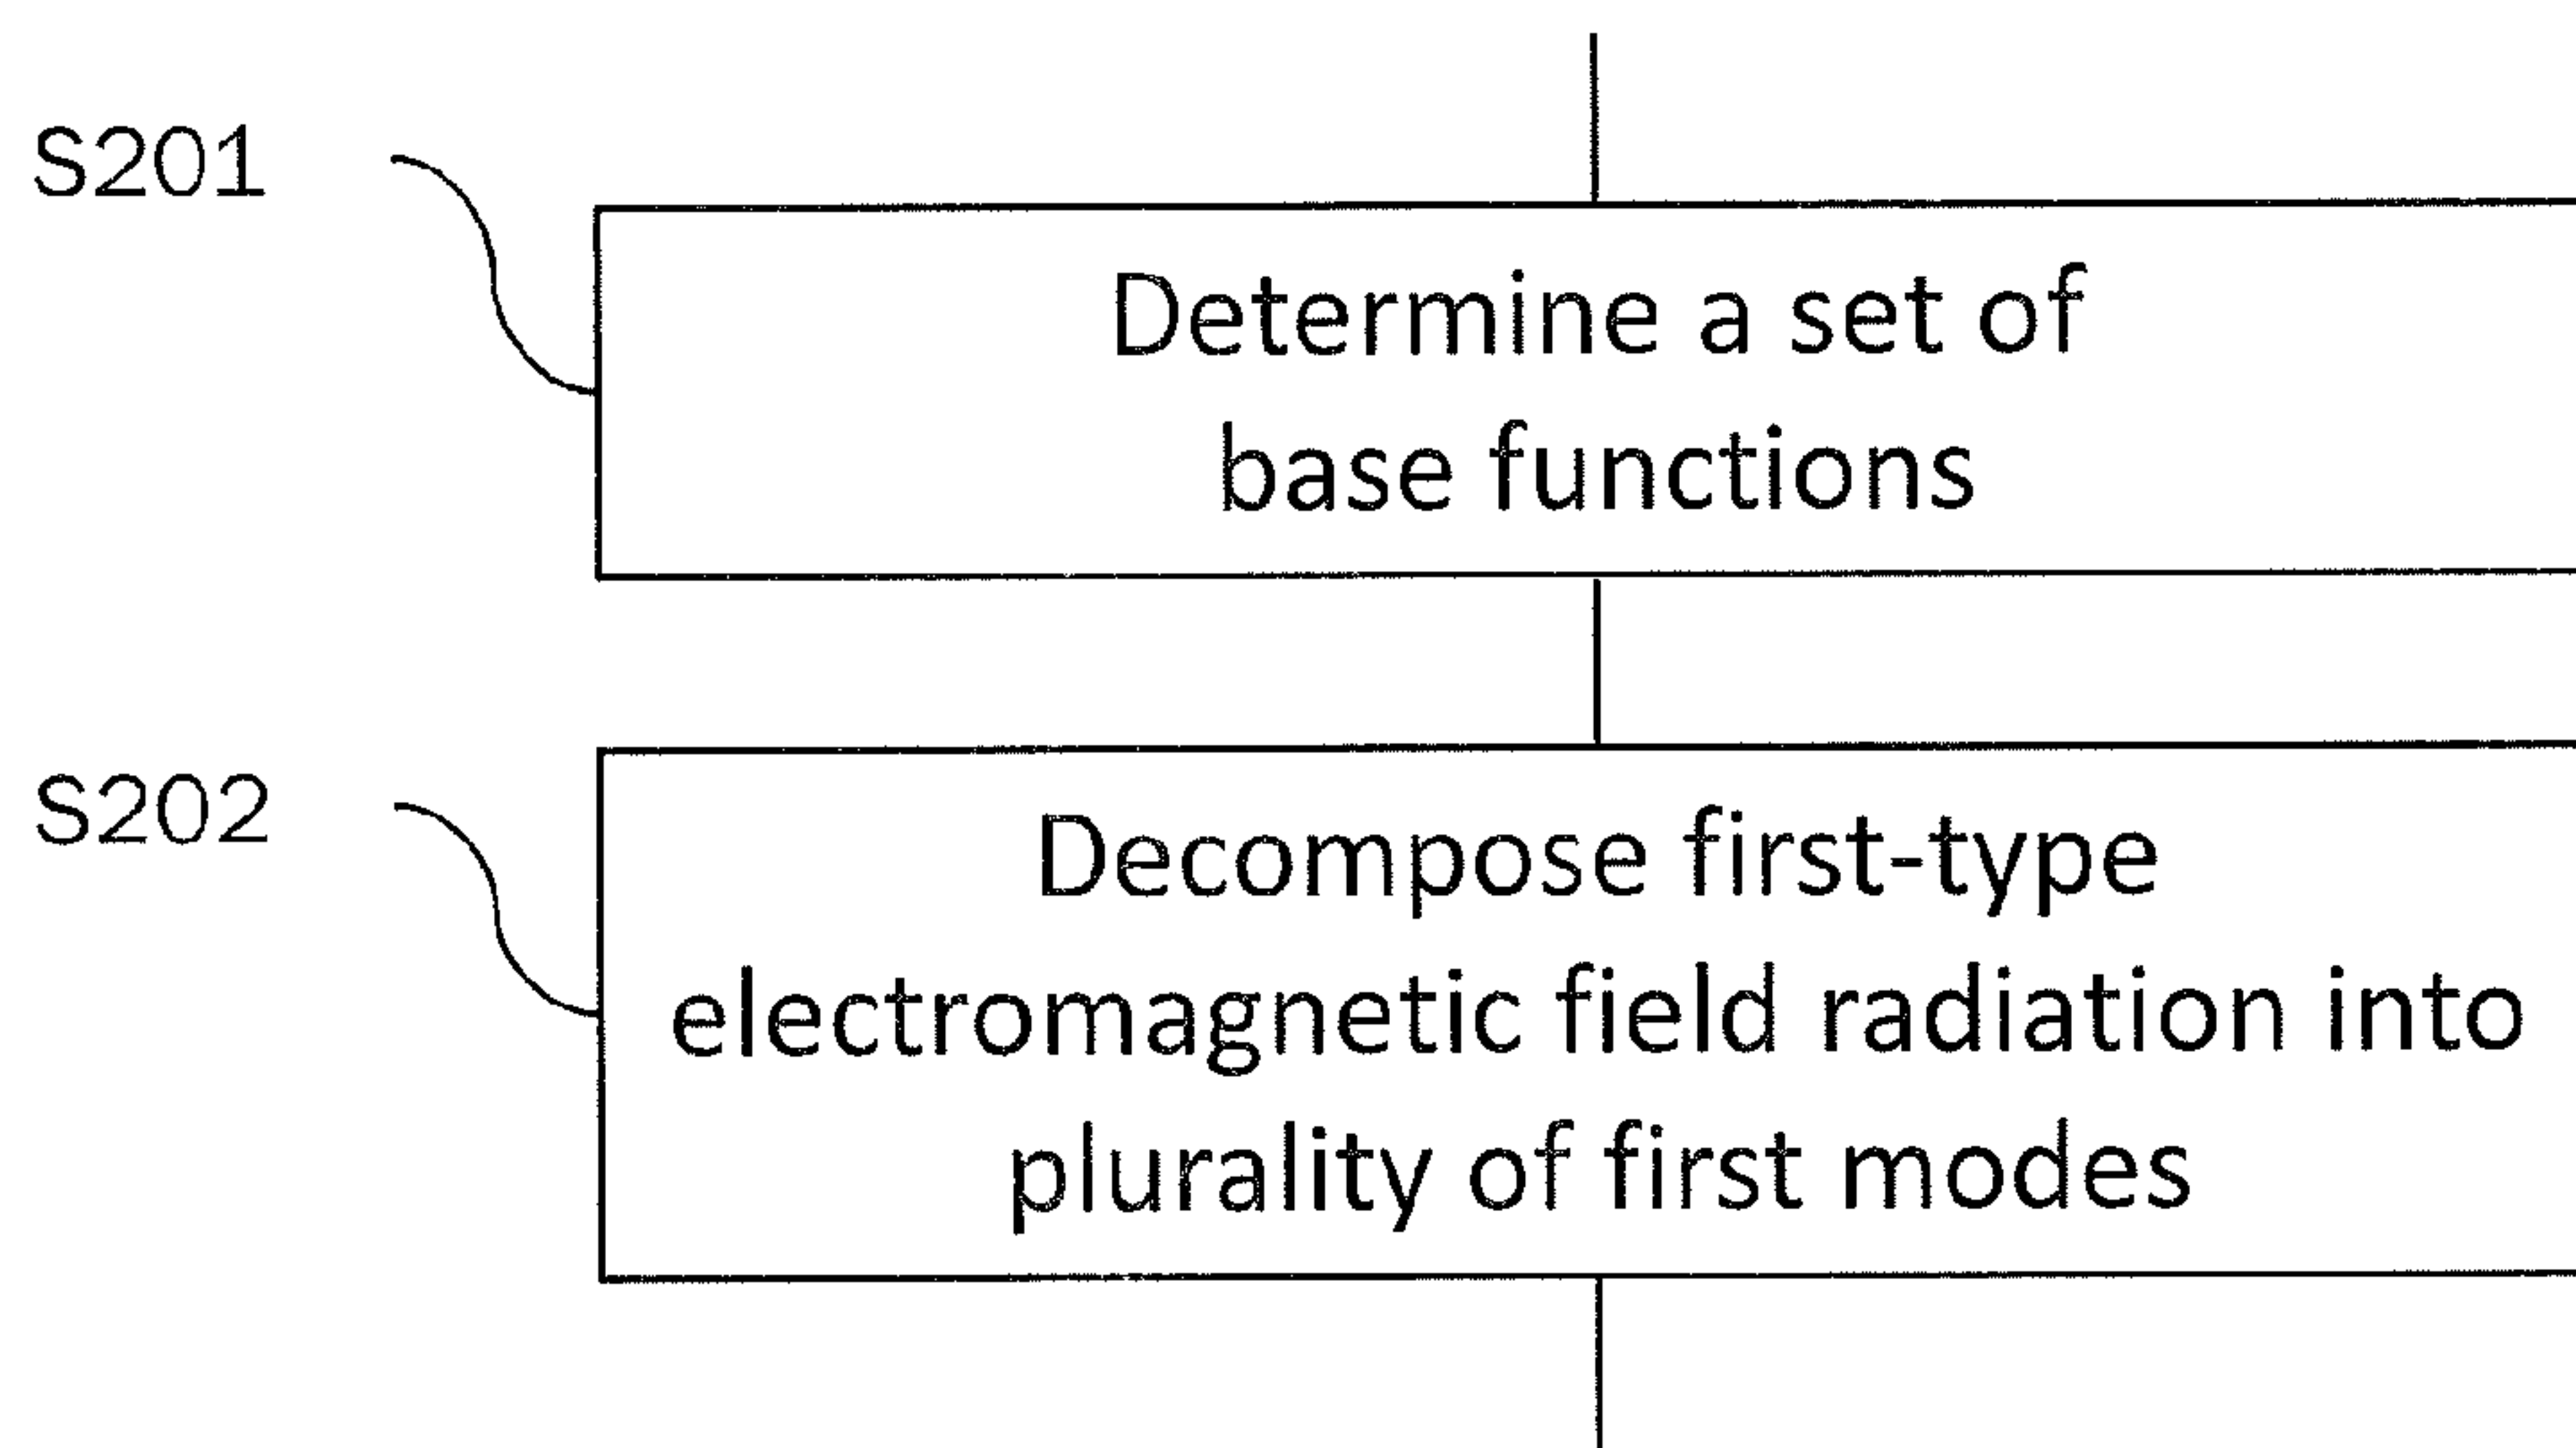 S201
Determine a set of
base functions
S202
Decompose first-type
electromagnetic field radiation into
plurality of first modes